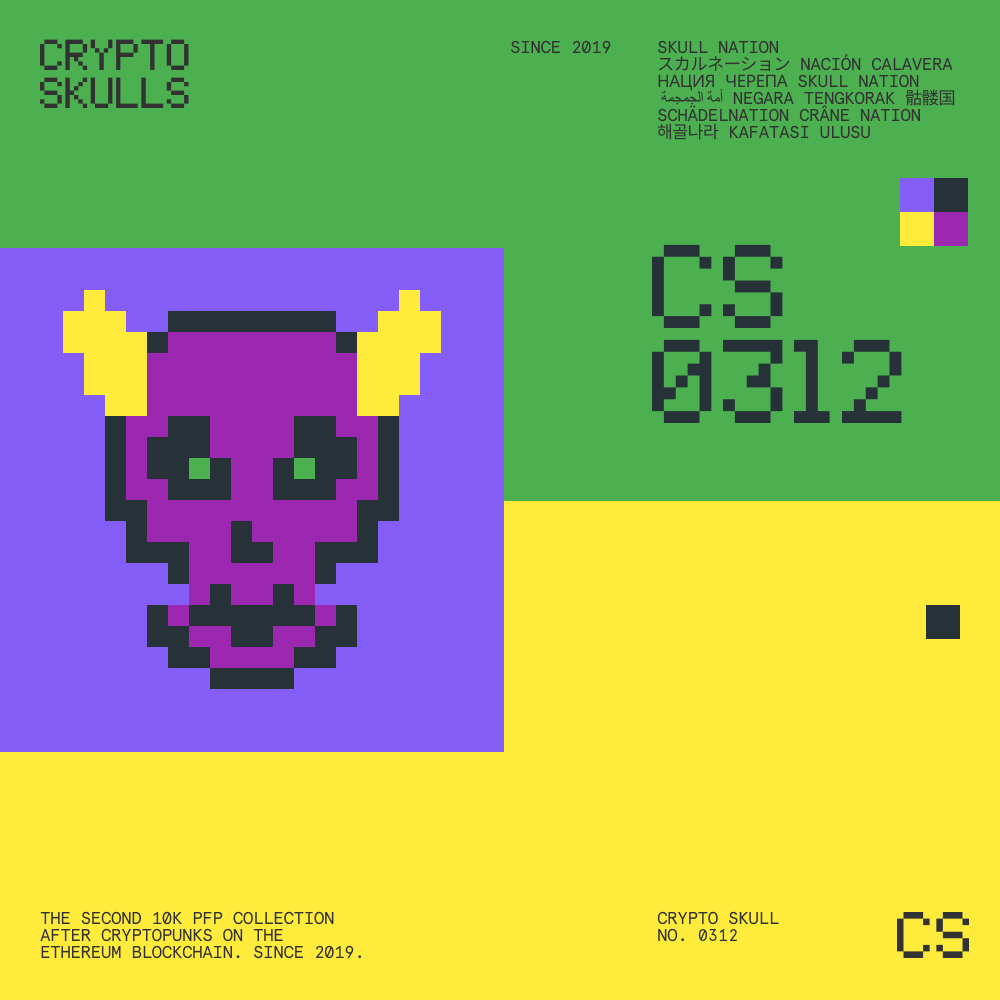 CRYPTO
SKULLS
SINCE 2019
SKULL NATION
スカルネーション NACIÓN CALAVERA
НАЦИЯ ЧЕРЕПА SKULL NATION
أمة الجمجمة NEGARA TENGKORAK 骷髅国
SCHÄDELNATION CRÂNE NATION
해골나라 KAFATASI ULUSU
CS
0312
THE SECOND 10K PFP COLLECTION
AFTER CRYPTOPUNKS ON THE
ETHEREUM BLOCKCHAIN. SINCE 2019.
CRYPTO SKULL
NO. 0312
CS